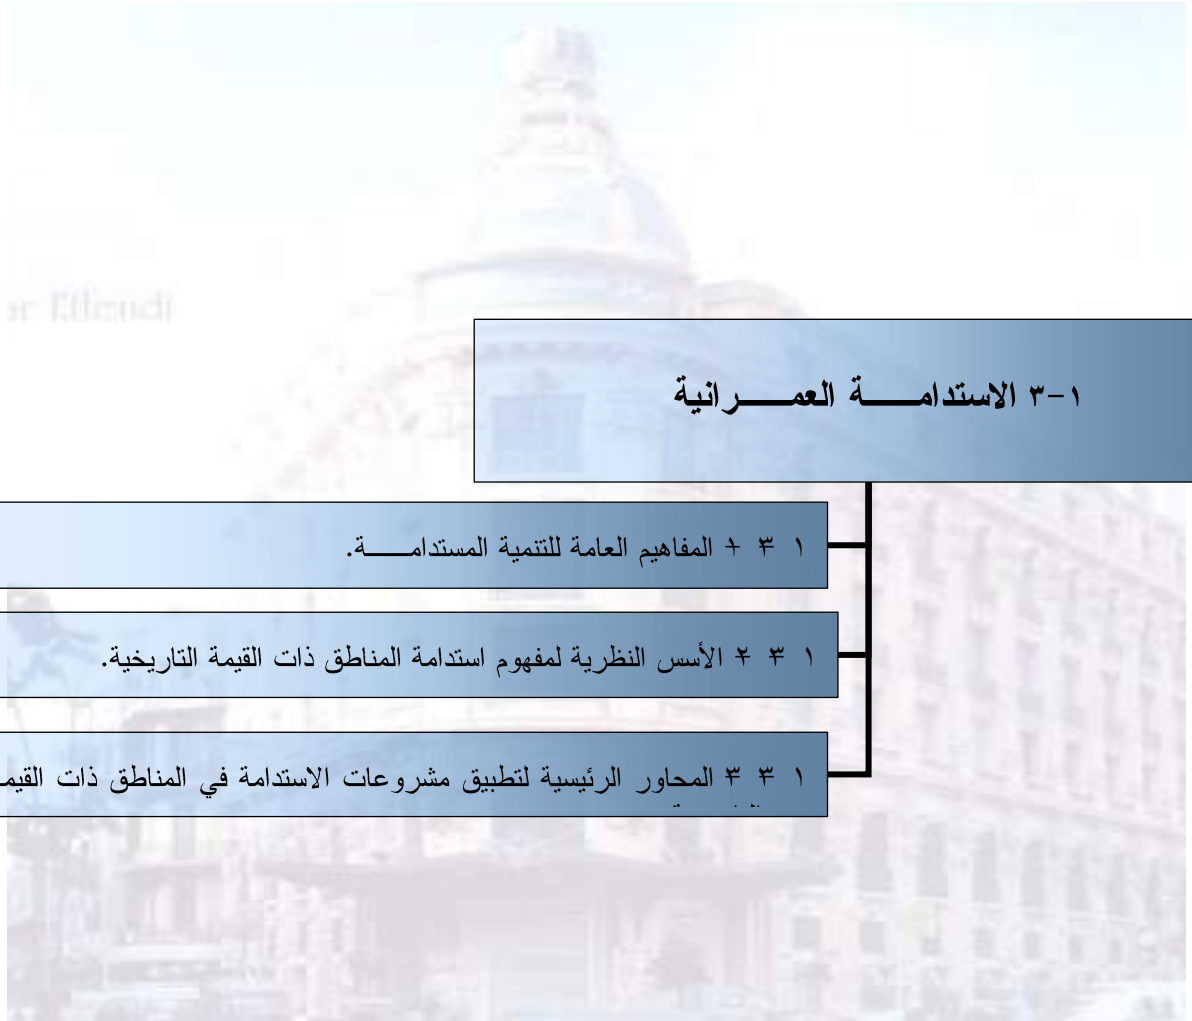 ar Effendi
١-٣ الاستدامـــــة العمـــــرانية
١ ٣ ١ المفاهيم العامة للتنمية المستدامـــــة.
١ ٣ ٢ الأسس النظرية لمفهوم استدامة المناطق ذات القيمة التاريخية.
١ ٣ ٣ المحاور الرئيسية لتطبيق مشروعات الاستدامة في المناطق ذات